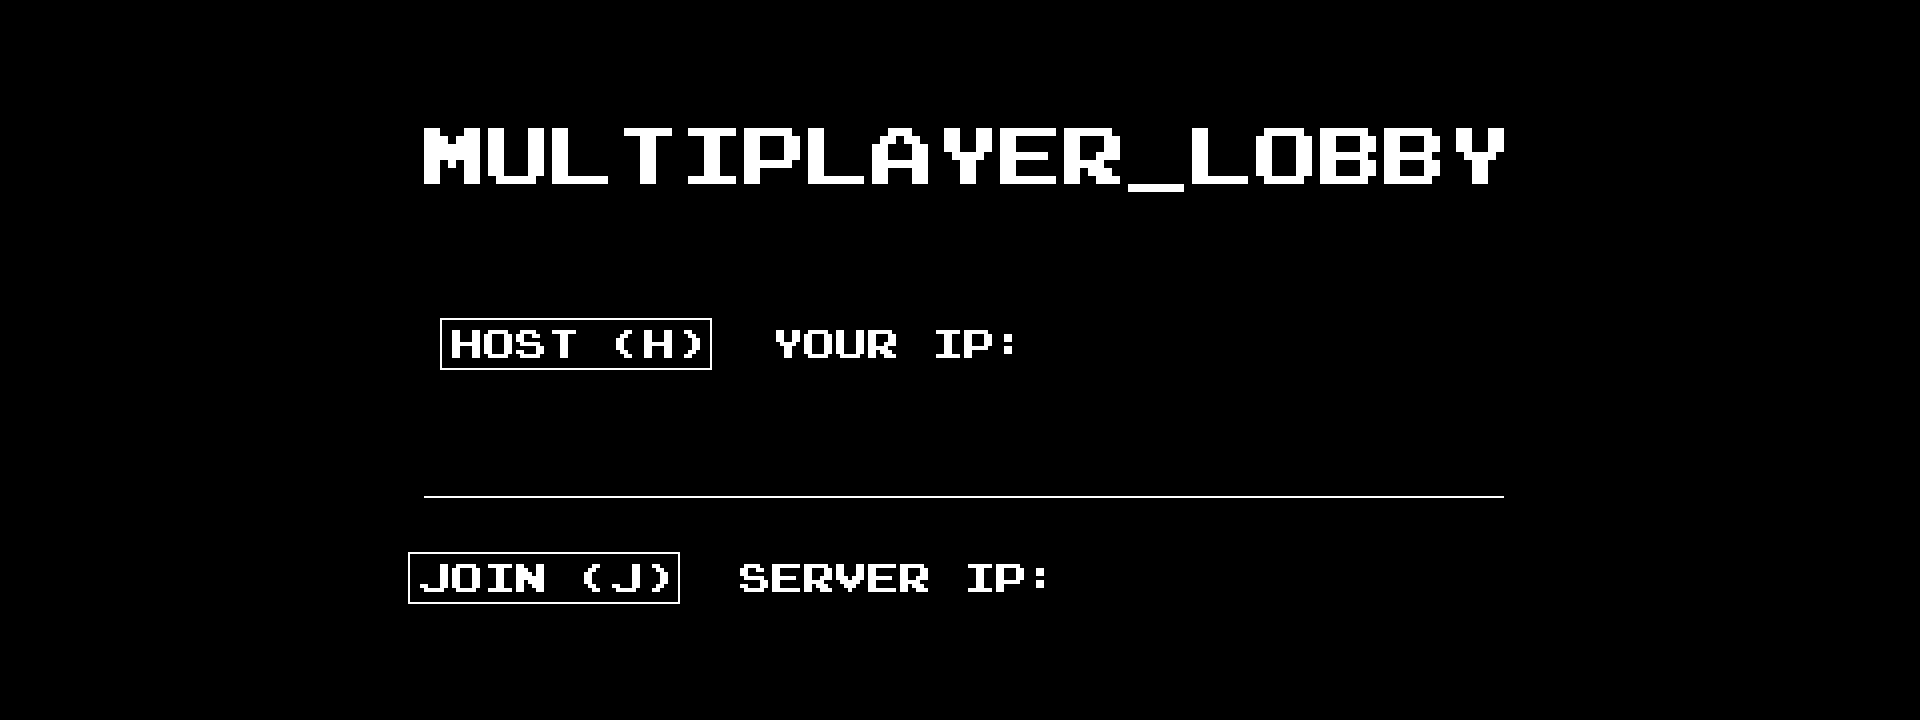 MULTIPLAYER_LOBBY
HOST (H) YOUR IP:
JOIN (J) SERVER IP: